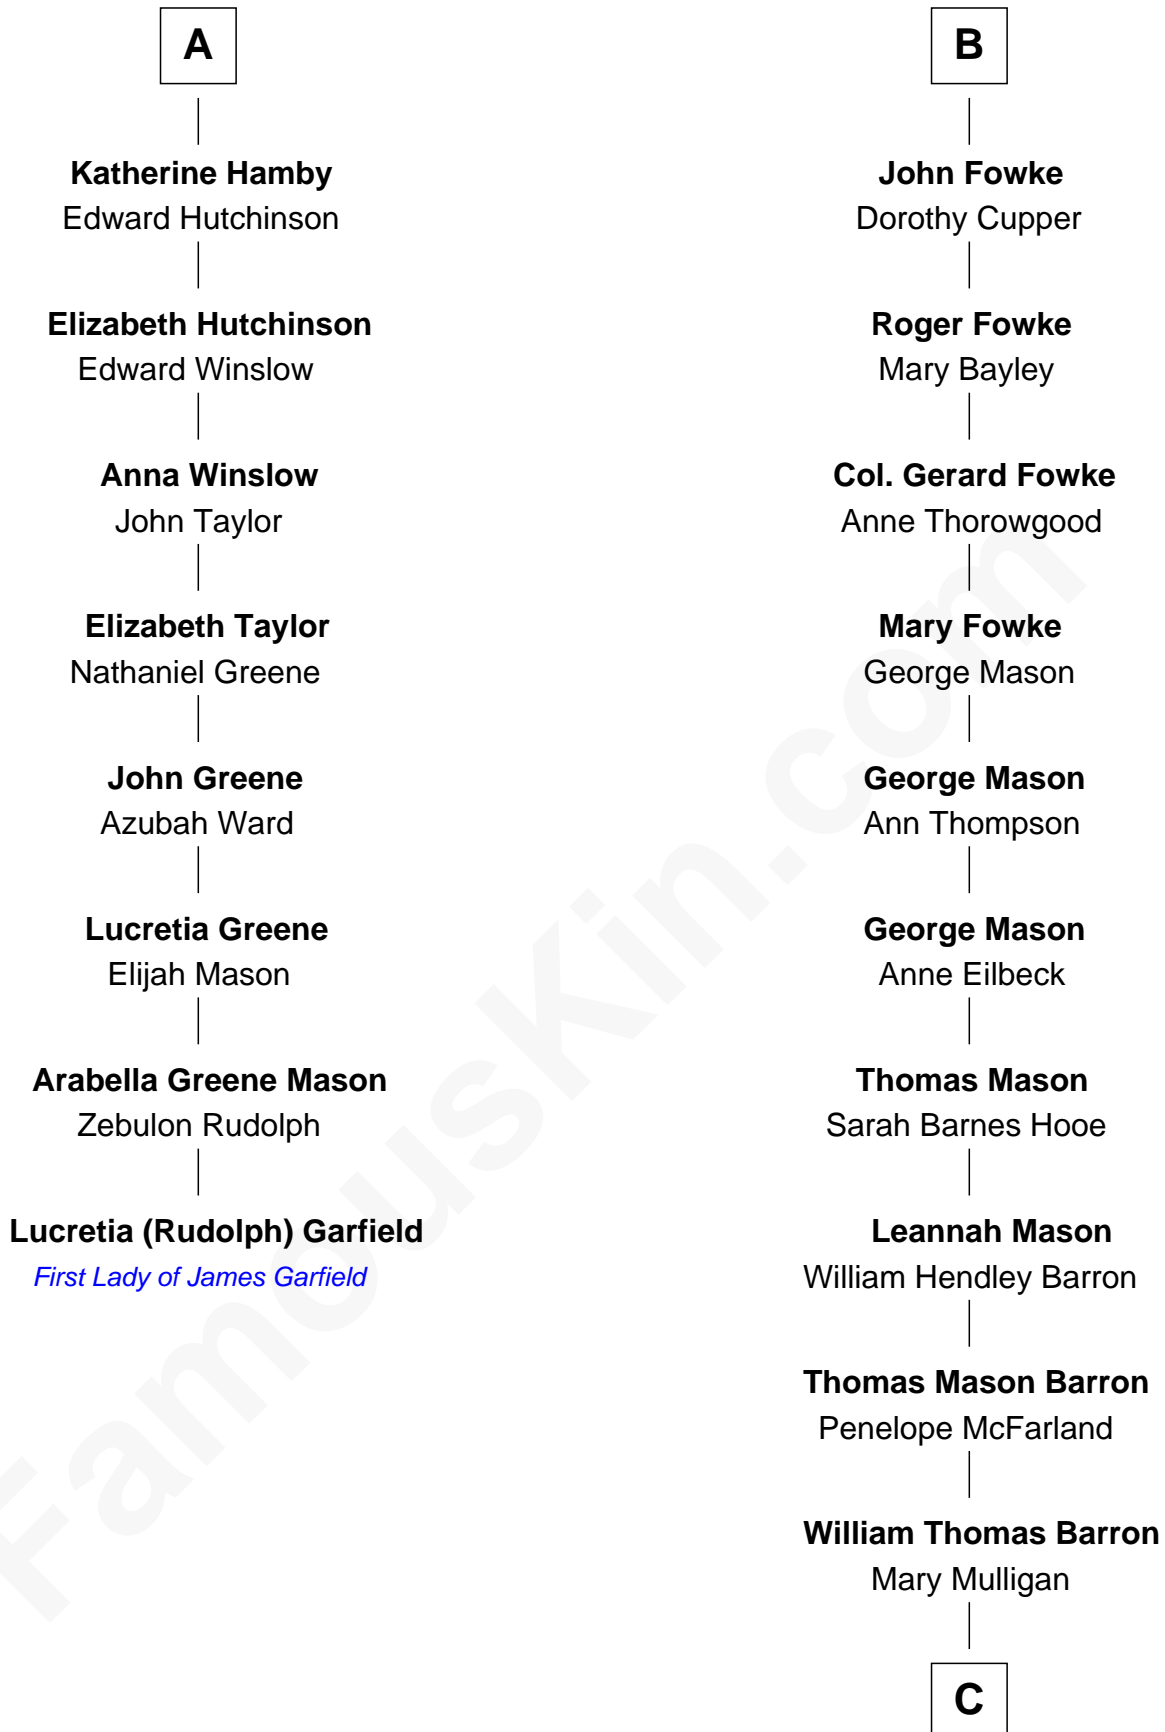 A
Katherine Hamby
Edward Hutchinson
Elizabeth Hutchinson
Edward Winslow
Anna Winslow
John Taylor
Elizabeth Taylor
Nathaniel Greene
John Greene
Azubah Ward
Lucretia Greene
Elijah Mason
Arabella Greene Mason
Zebulon Rudolph
Lucretia (Rudolph) Garfield
First Lady of James Garfield
B
John Fowke
Dorothy Cupper
Roger Fowke
Mary Bayley
Col. Gerard Fowke
Anne Thorowgood
Mary Fowke
George Mason
George Mason
Ann Thompson
George Mason
Anne Eilbeck
Thomas Mason
Sarah Barnes Hooe
Leannah Mason
William Hendley Barron
Thomas Mason Barron
Penelope McFarland
William Thomas Barron
Mary Mulligan
C
FamousKin.com